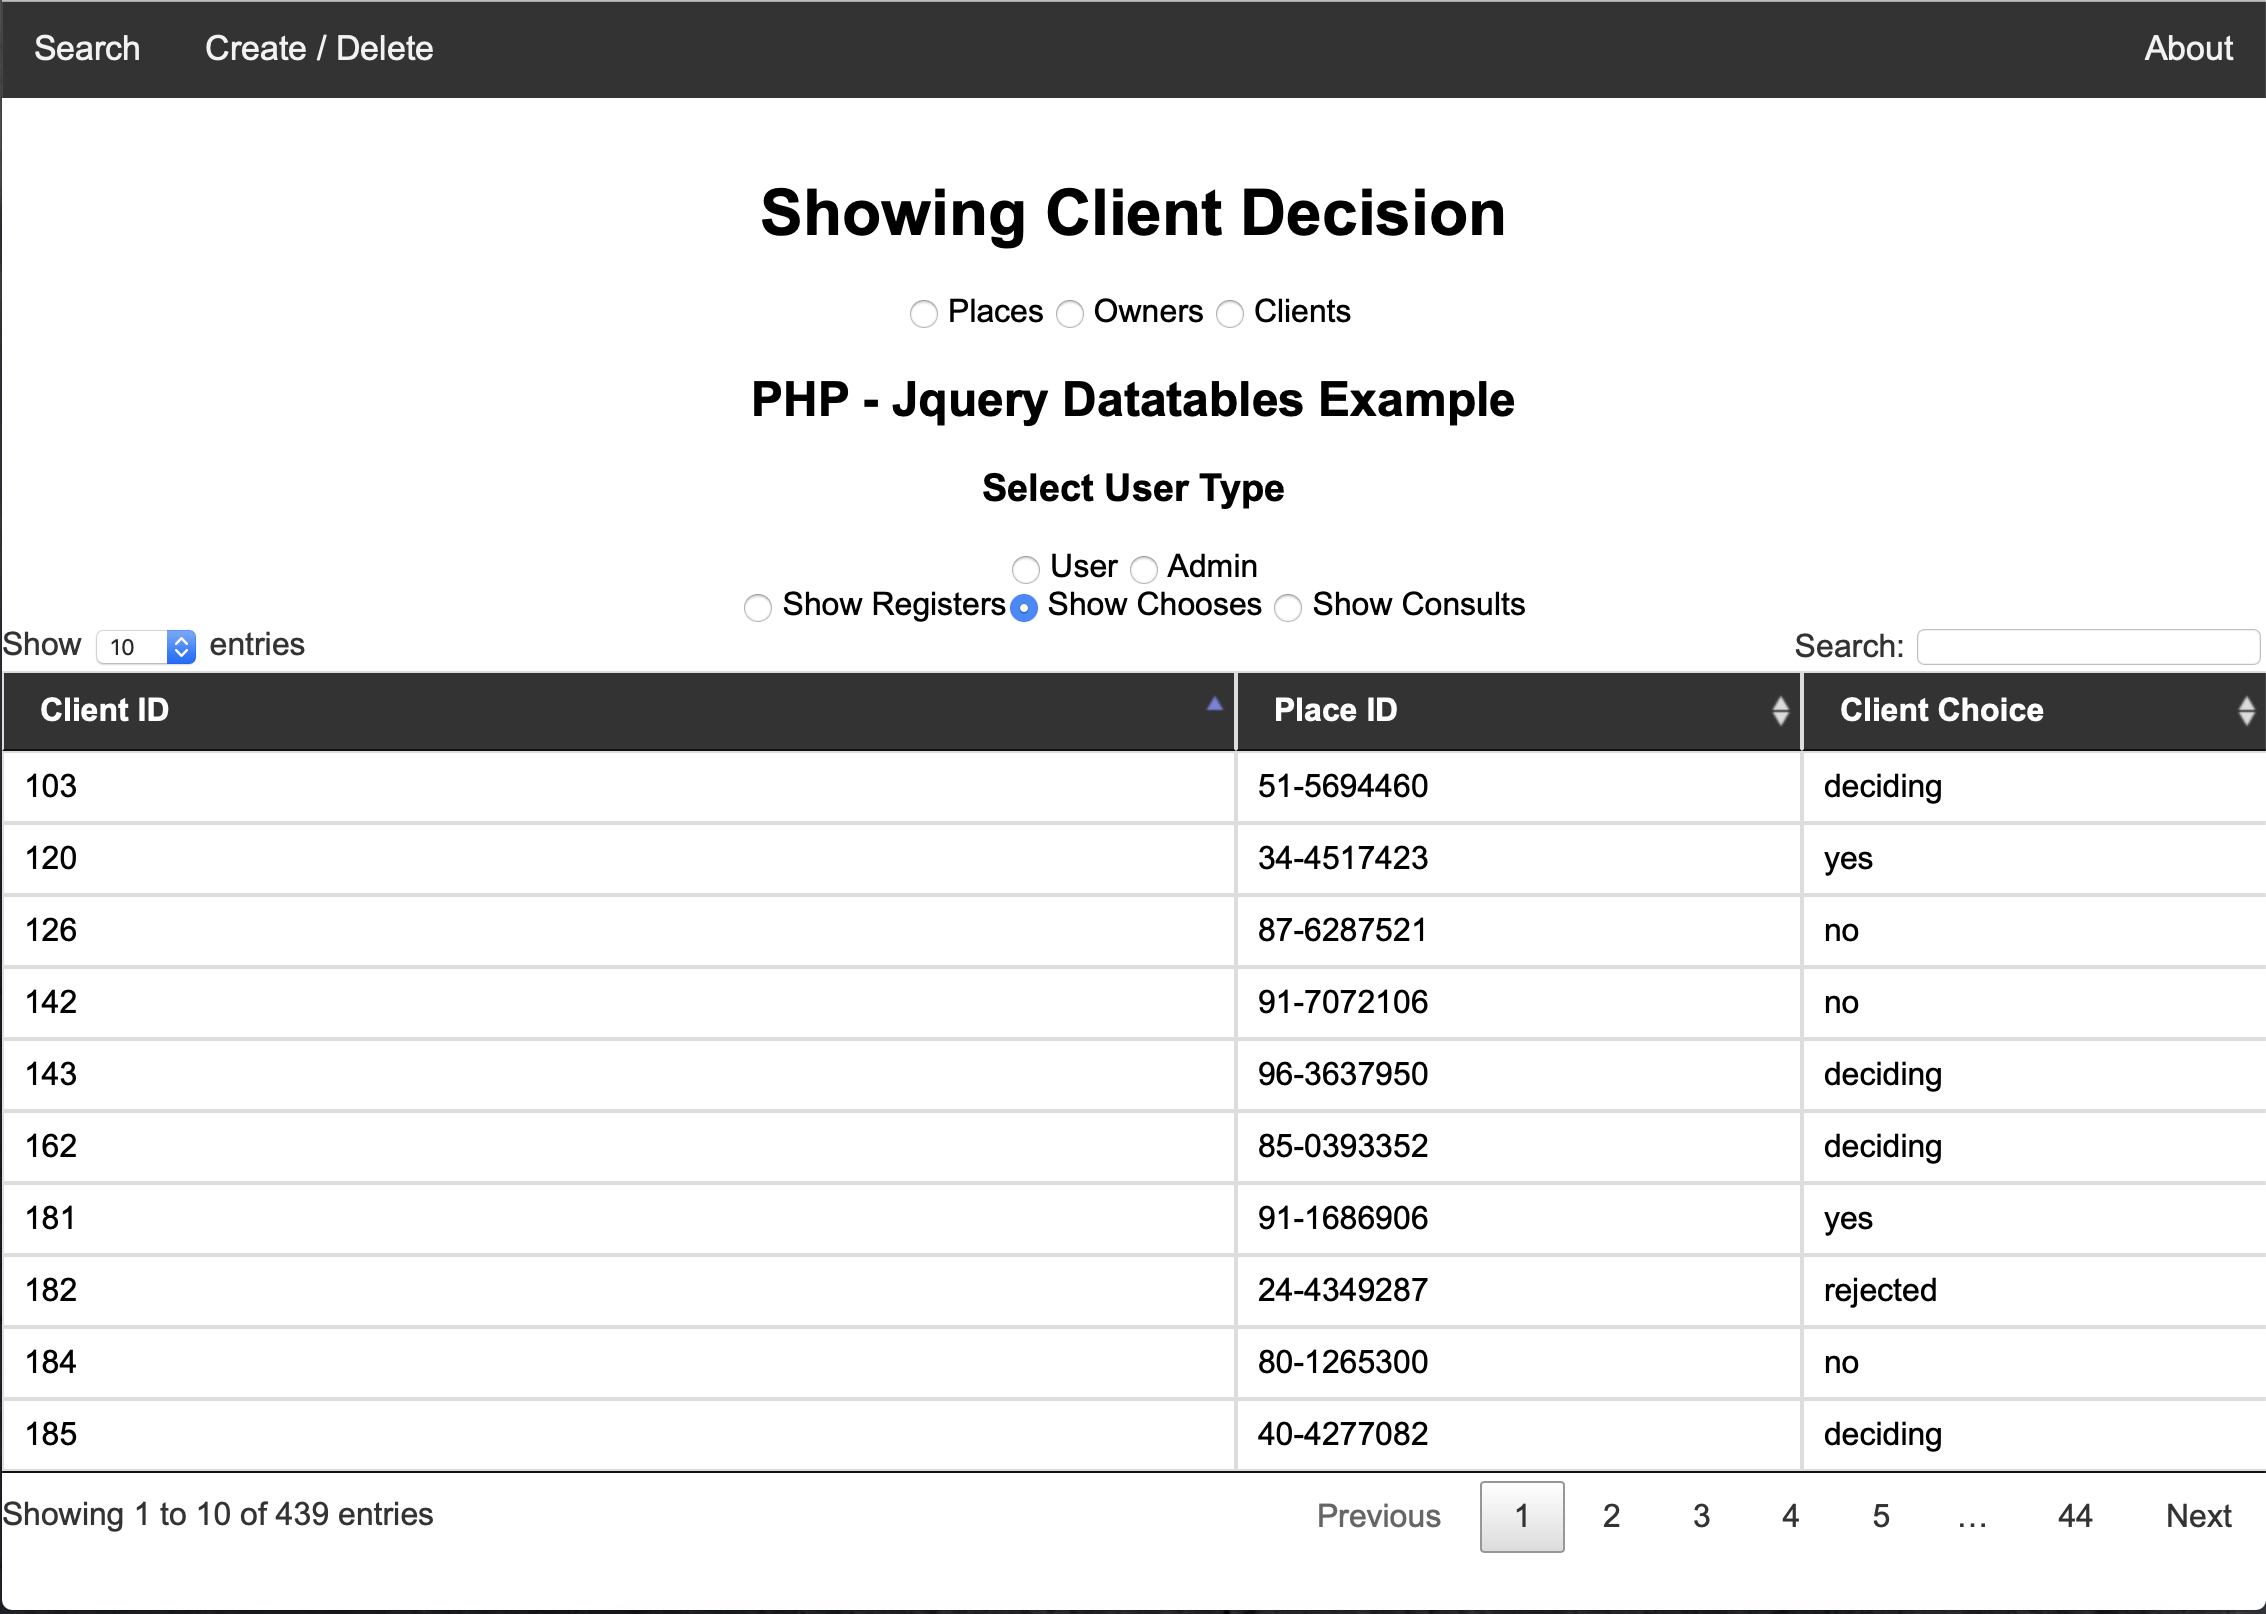 Search Create / Delete About
Showing Client Decision
Places Owners Clients
PHP - Jquery Datatables Example
Select User Type
User Admin
Show Registers Show Chooses Show Consults
Show 10 entries Search:
Client ID Place ID Client Choice
103 51-5694460 deciding
120 34-4517423 yes
126 87-6287521 no
142 91-7072106 no
143 96-3637950 deciding
162 85-0393352 deciding
181 91-1686906 yes
182 24-4349287 rejected
184 80-1265300 no
185 40-4277082 deciding
Showing 1 to 10 of 439 entries Previous 1 2 3 4 5 … 44 Next